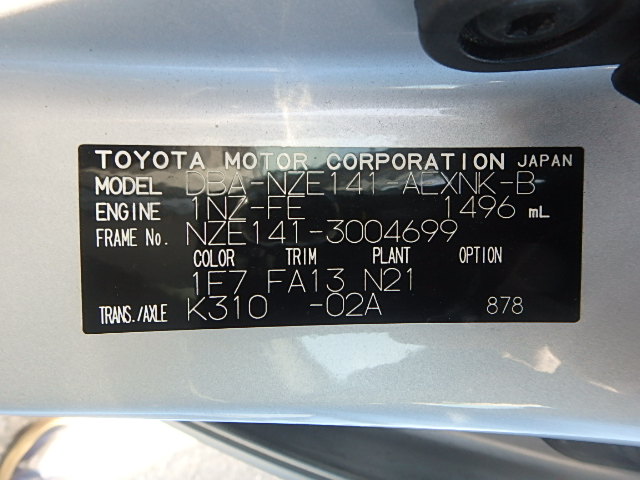 TOYOTA MOTOR CORPORATION JAPAN
MODEL DBA-NZE141-AEXNK-B
ENGINE 1NZ-FE 1496 mL
FRAME No. NZE141-3004699
COLOR TRIM PLANT OPTION
1E7 FA13 N21
TRANS./AXLE K310 -02A 878